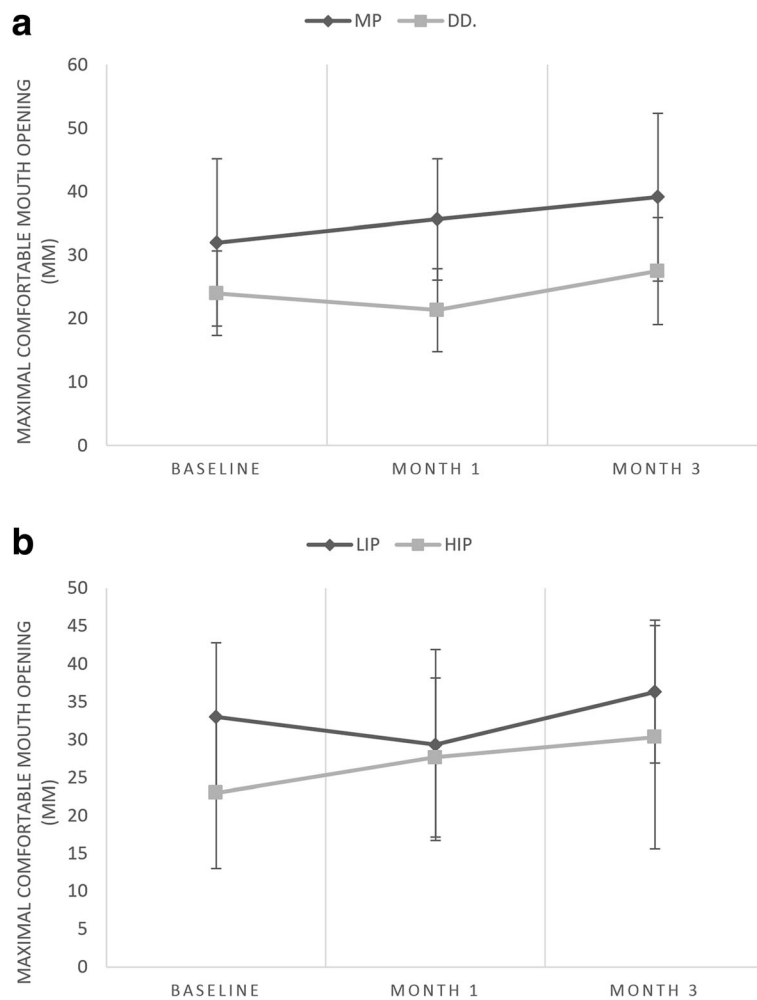 a
MP DD.
MAXIMAL COMFORTABLE MOUTH OPENING
(MM)
60
50
40
30
20
10
0
BASELINE MONTH 1 MONTH 3
b
LIP HIP
MAXIMAL COMFORTABLE MOUTH OPENING
(MM)
50
45
40
35
30
25
20
15
10
5
0
BASELINE MONTH 1 MONTH 3